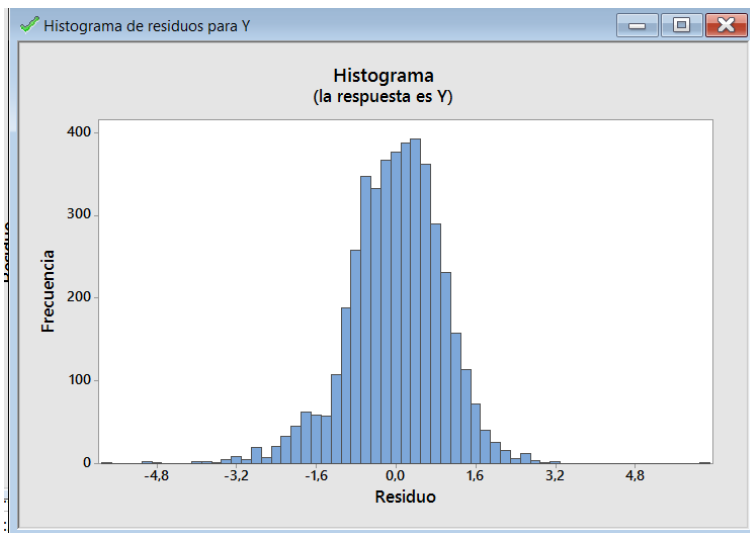 Histograma de residuos para Y
Histograma
(la respuesta es Y)
400
300
200
100
0
Frecuencia
-4,8 -3,2 -1,6 0,0 1,6 3,2 4,8
Residuo